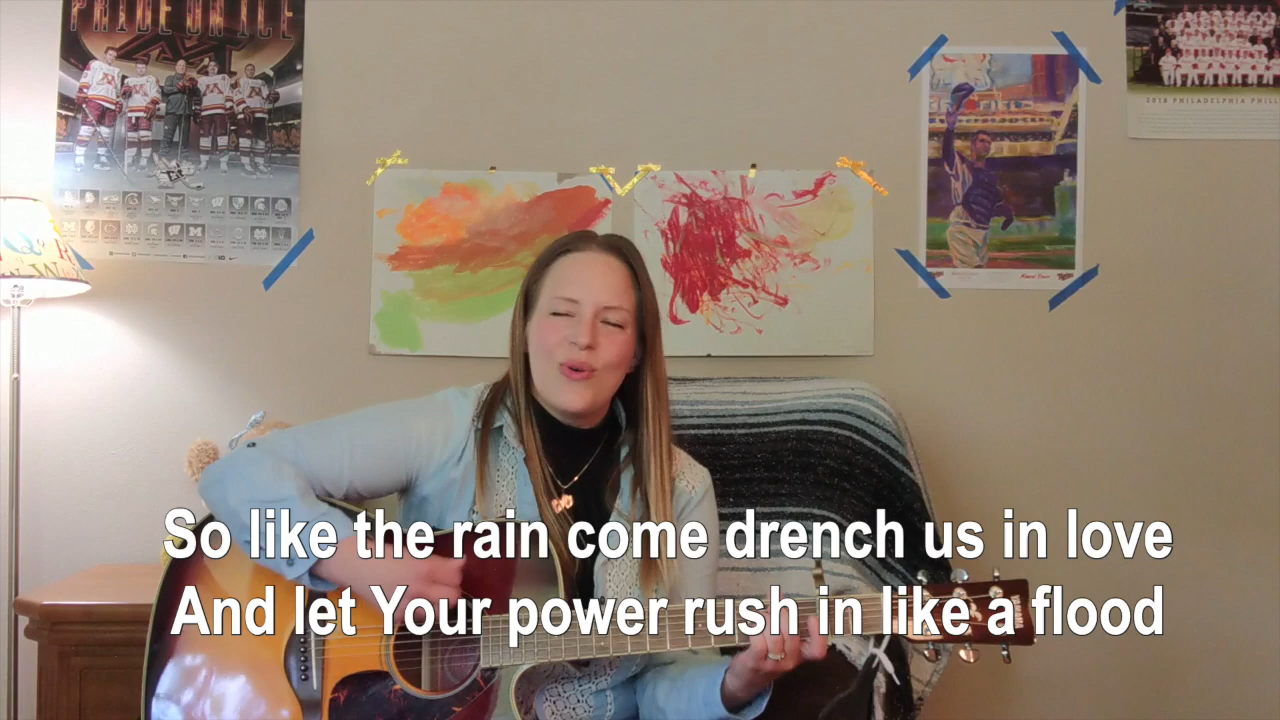 PRIDE ON ICE
2018 PHILADELPHIA PHILL
So like the rain come drench us in love
And let Your power rush in like a flood